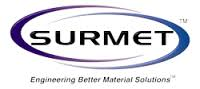 SURMET™
Engineering Better Material Solutions™